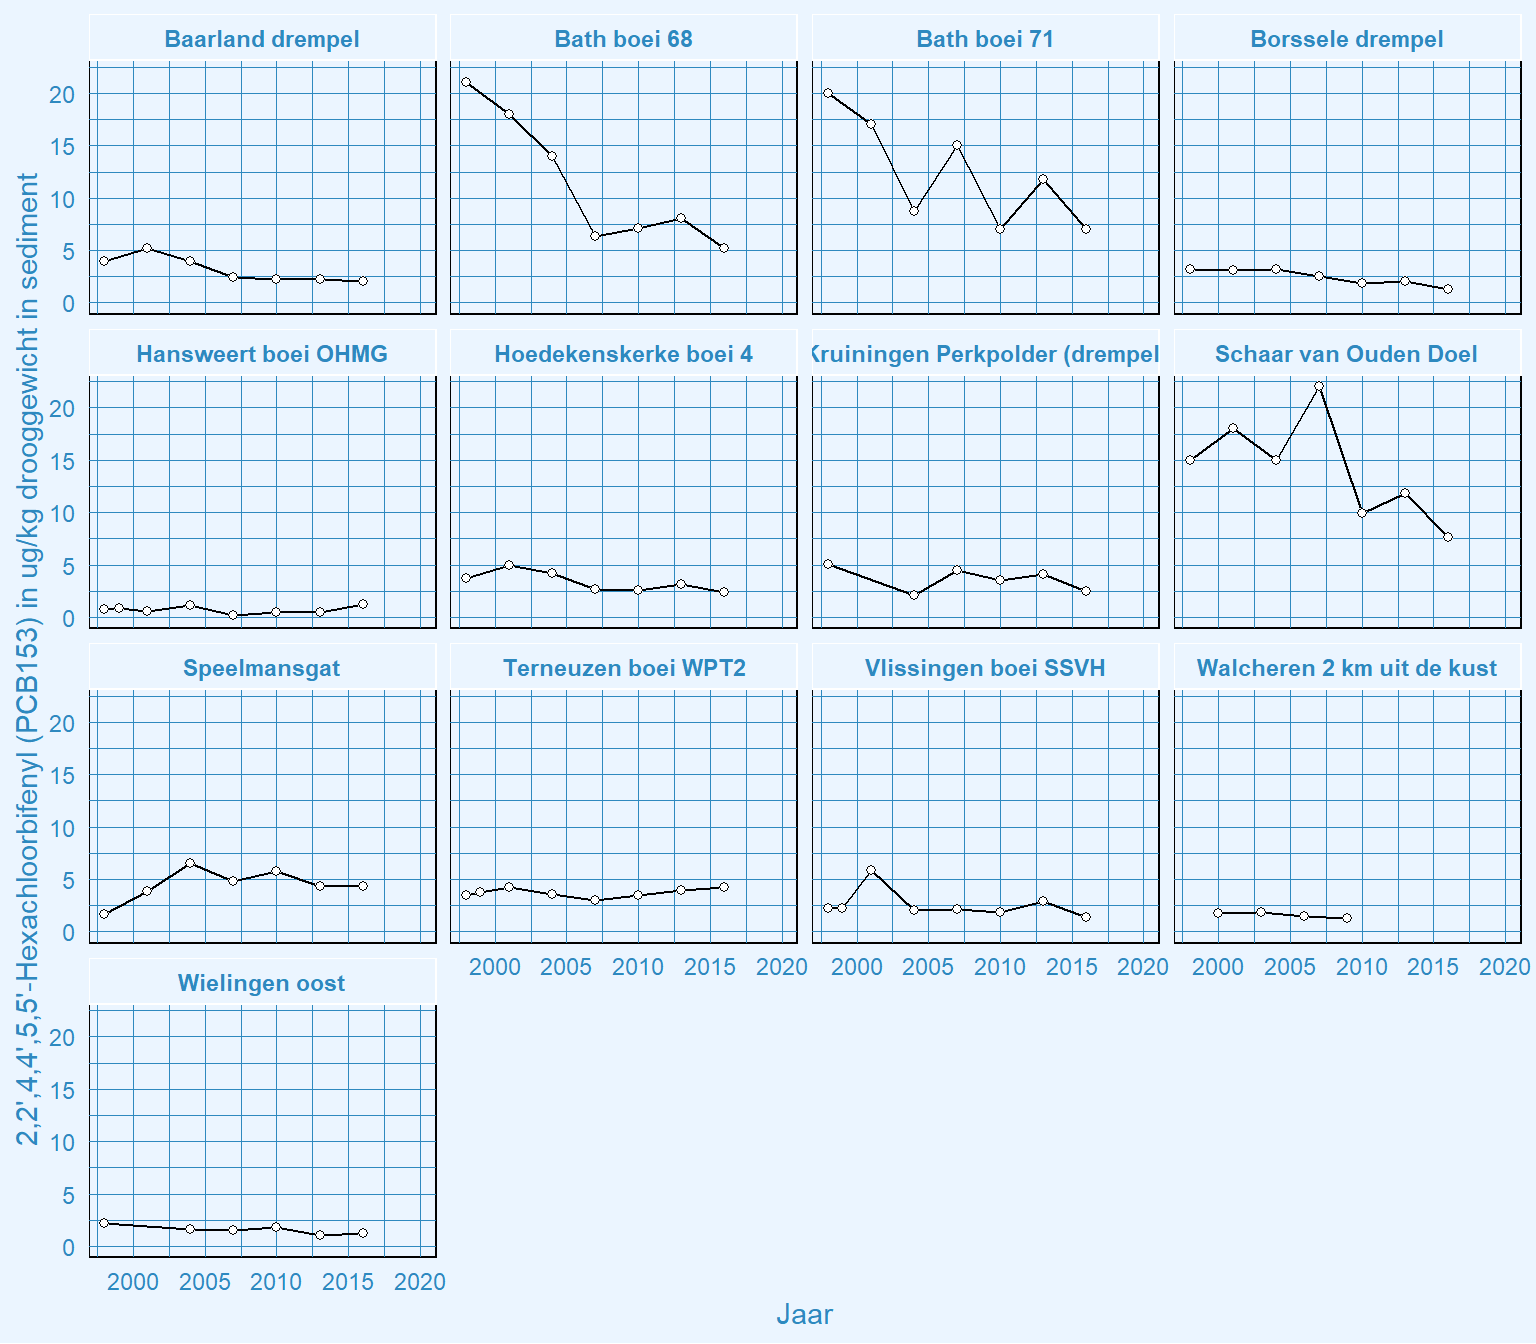 2,2',4,4',5,5'-Hexachloorbifenyl (PCB153) in ug/kg drooggewicht in sediment
Baarland drempel
Bath boei 68
Bath boei 71
Borssele drempel
20
15
10
5
0
Hansweert boei OHMG
Hoedekenskerke boei 4
Kruiningen Perkpolder (drempel
Schaar van Ouden Doel
20
15
10
5
0
Speelmansgat
Terneuzen boei WPT2
Vlissingen boei SSVH
Walcheren 2 km uit de kust
20
15
10
5
0
2000 2005 2010 2015 2020
2000 2005 2010 2015 2020
2000 2005 2010 2015 2020
Wielingen oost
20
15
10
5
0
2000 2005 2010 2015 2020
Jaar